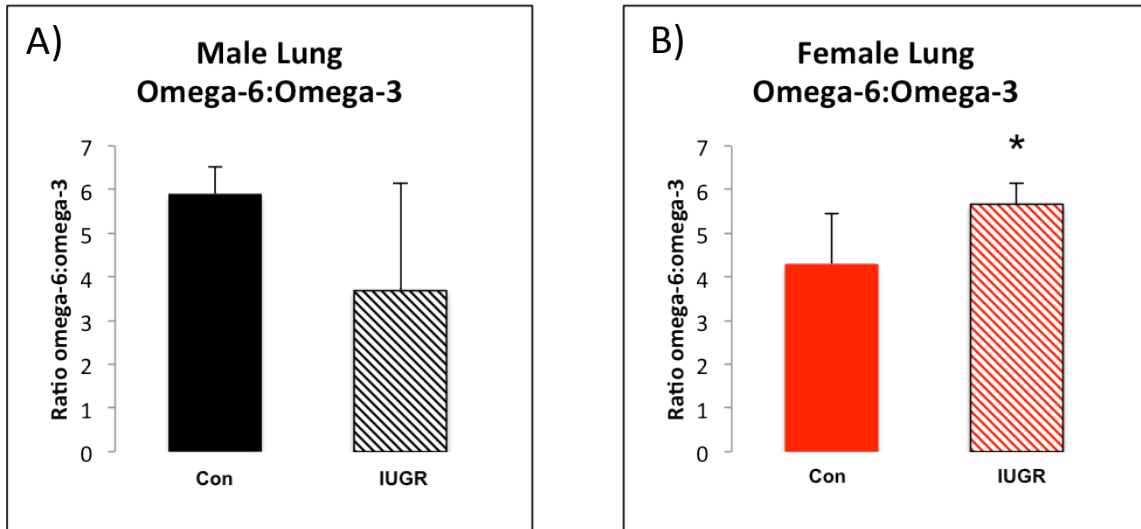 A)
Male Lung
Omega-6:Omega-3
Ratio omega-6:omega-3
7
6
5
4
3
2
1
0
Con
IUGR
B)
Female Lung
Omega-6:Omega-3
Ratio omega-6:omega-3
7
6
5
4
3
2
1
0
*
Con
IUGR